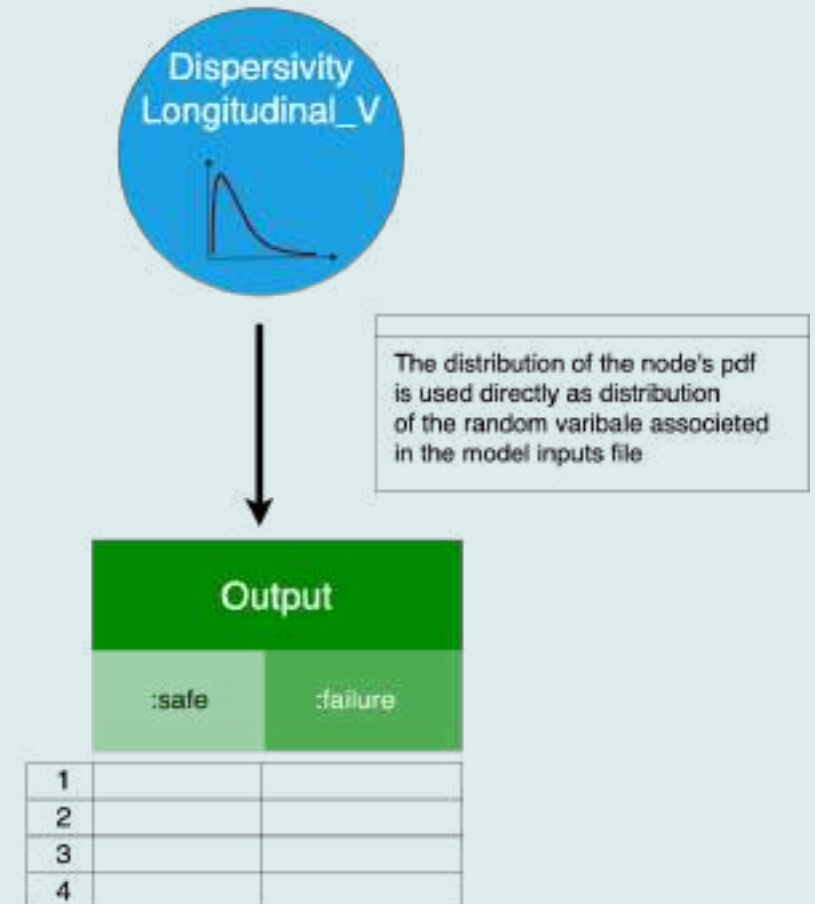 Dispersivity
Longitudinal_V
The distribution of the node's pdf
is used directly as distribution
of the random varibale associeted
in the model inputs file
Output
:safe :failure
1
2
3
4